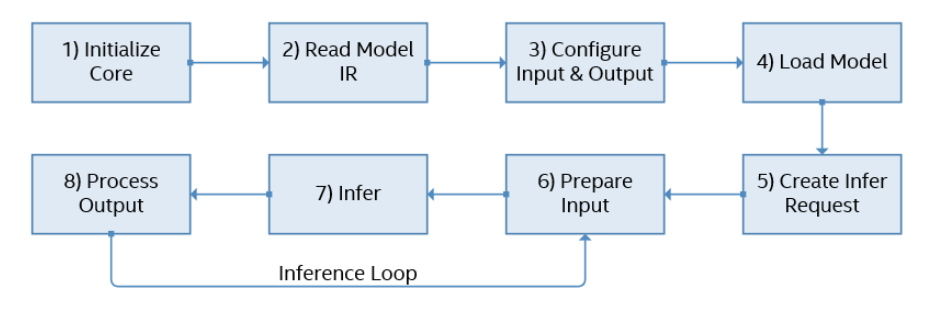 1) Initialize
Core
2) Read Model
IR
3) Configure
Input & Output
4) Load Model
5) Create Infer
Request
6) Prepare
Input
7) Infer
8) Process
Output
Inference Loop